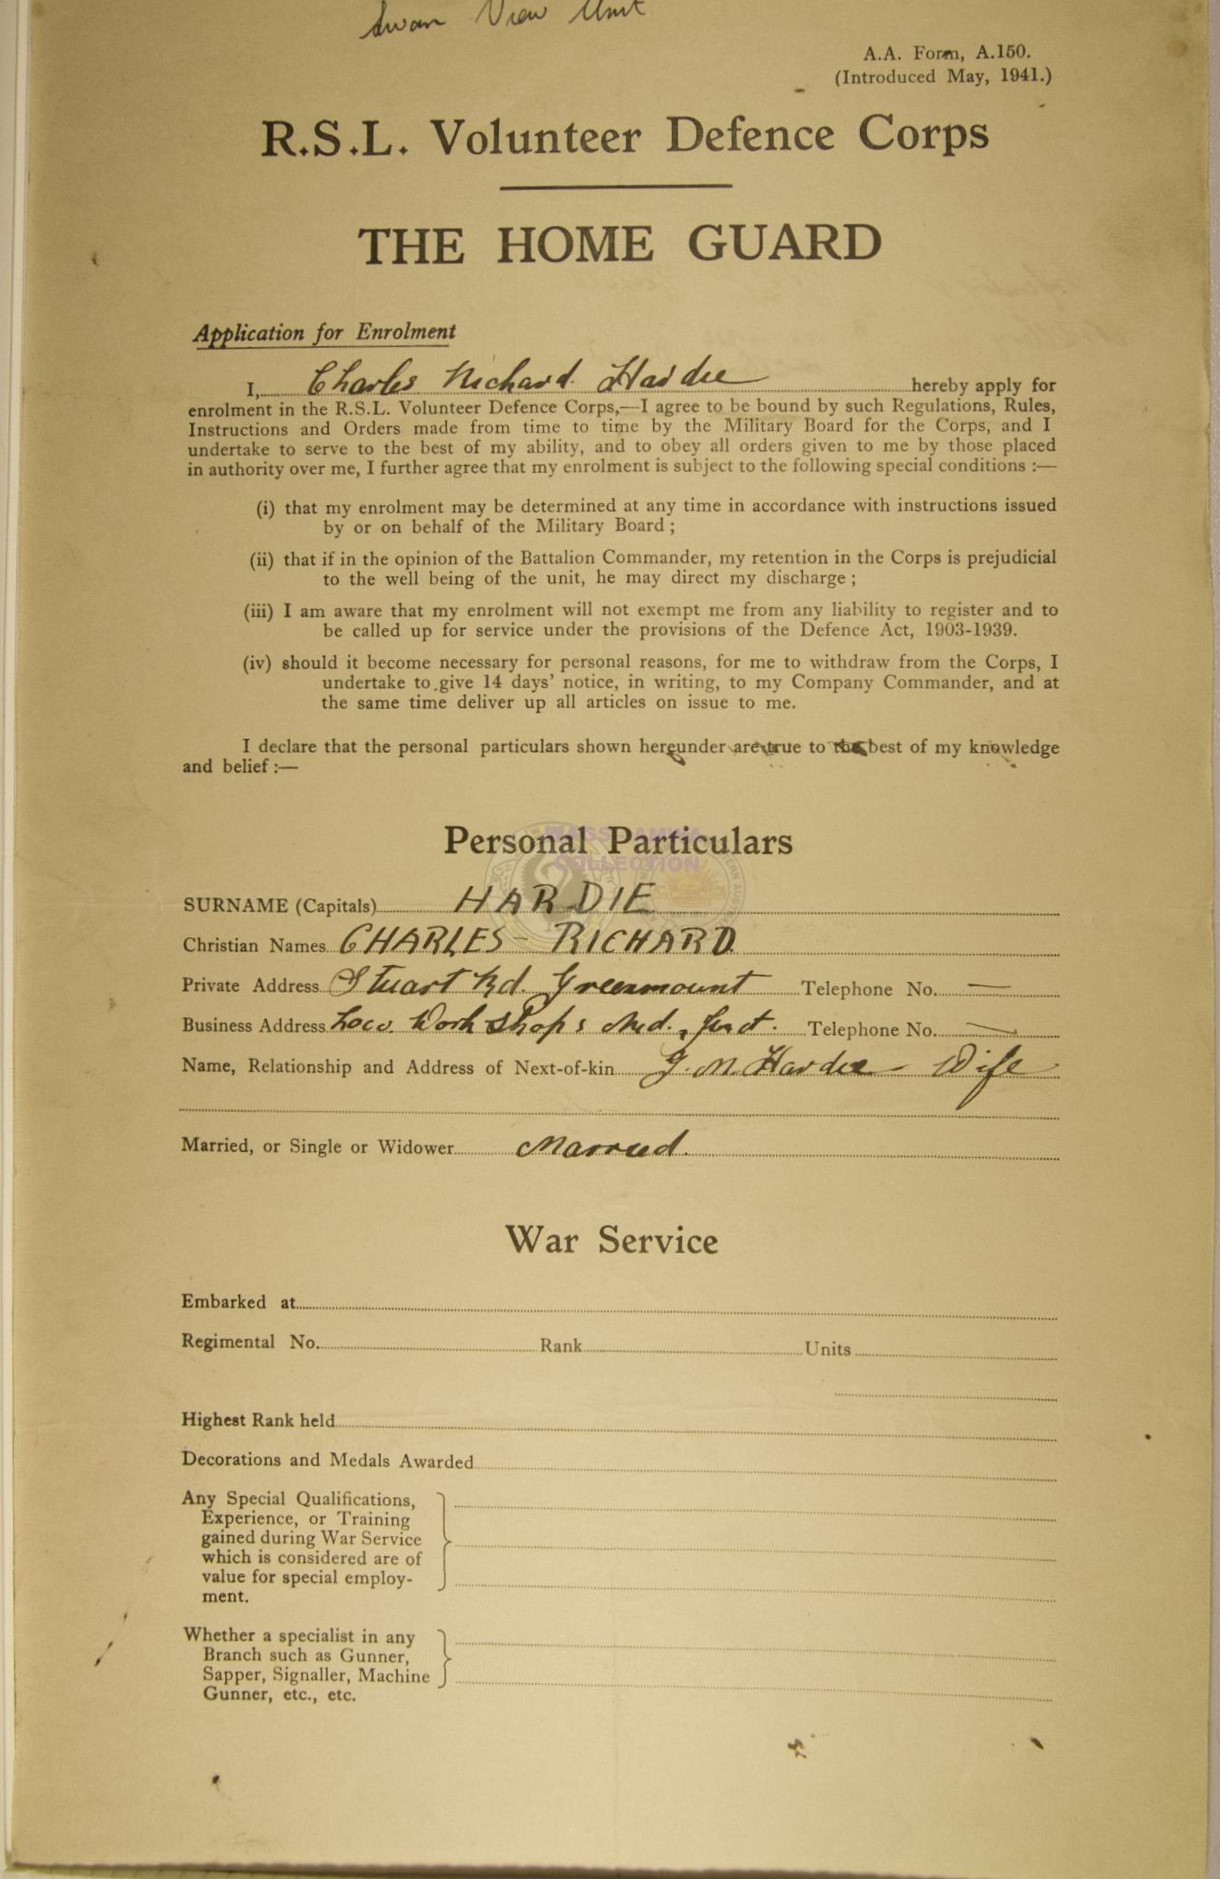 Swan View Unit
A.A. Form, A.150.
(Introduced May, 1941.)
R.S.L. Volunteer Defence Corps
THE HOME GUARD
Application for Enrolment
I, Charles Richard Hardie hereby apply for
enrolment in the R.S.L. Volunteer Defence Corps,—I agree to be bound by such Regulations, Rules,
Instructions and Orders made from time to time by the Military Board for the Corps, and I
undertake to serve to the best of my ability, and to obey all orders given to me by those placed
in authority over me, I further agree that my enrolment is subject to the following special conditions :—
(i) that my enrolment may be determined at any time in accordance with instructions issued
by or on behalf of the Military Board ;
(ii) that if in the opinion of the Battalion Commander, my retention in the Corps is prejudicial
to the well being of the unit, he may direct my discharge ;
(iii) I am aware that my enrolment will not exempt me from any liability to register and to
be called up for service under the provisions of the Defence Act, 1903-1939.
(iv) should it become necessary for personal reasons, for me to withdraw from the Corps, I
undertake to give 14 days' notice, in writing, to my Company Commander, and at
the same time deliver up all articles on issue to me.
I declare that the personal particulars shown hereunder are true to the best of my knowledge
and belief :—
Personal Particulars
COLLECTION
SURNAME (Capitals) HARDIE
Christian Names CHARLES - RICHARD
Private Address Stuart Rd. Greenmount Telephone No. —
Business Address Loco. Work Shops Mid. Junct. Telephone No. —
Name, Relationship and Address of Next-of-kin G. M. Hardie - Wife
Married, or Single or Widower Married.
War Service
Embarked at
Regimental No. Rank Units
Highest Rank held
Decorations and Medals Awarded
Any Special Qualifications,
Experience, or Training
gained during War Service
which is considered are of
value for special employ-
ment.
Whether a specialist in any
Branch such as Gunner,
Sapper, Signaller, Machine
Gunner, etc., etc.